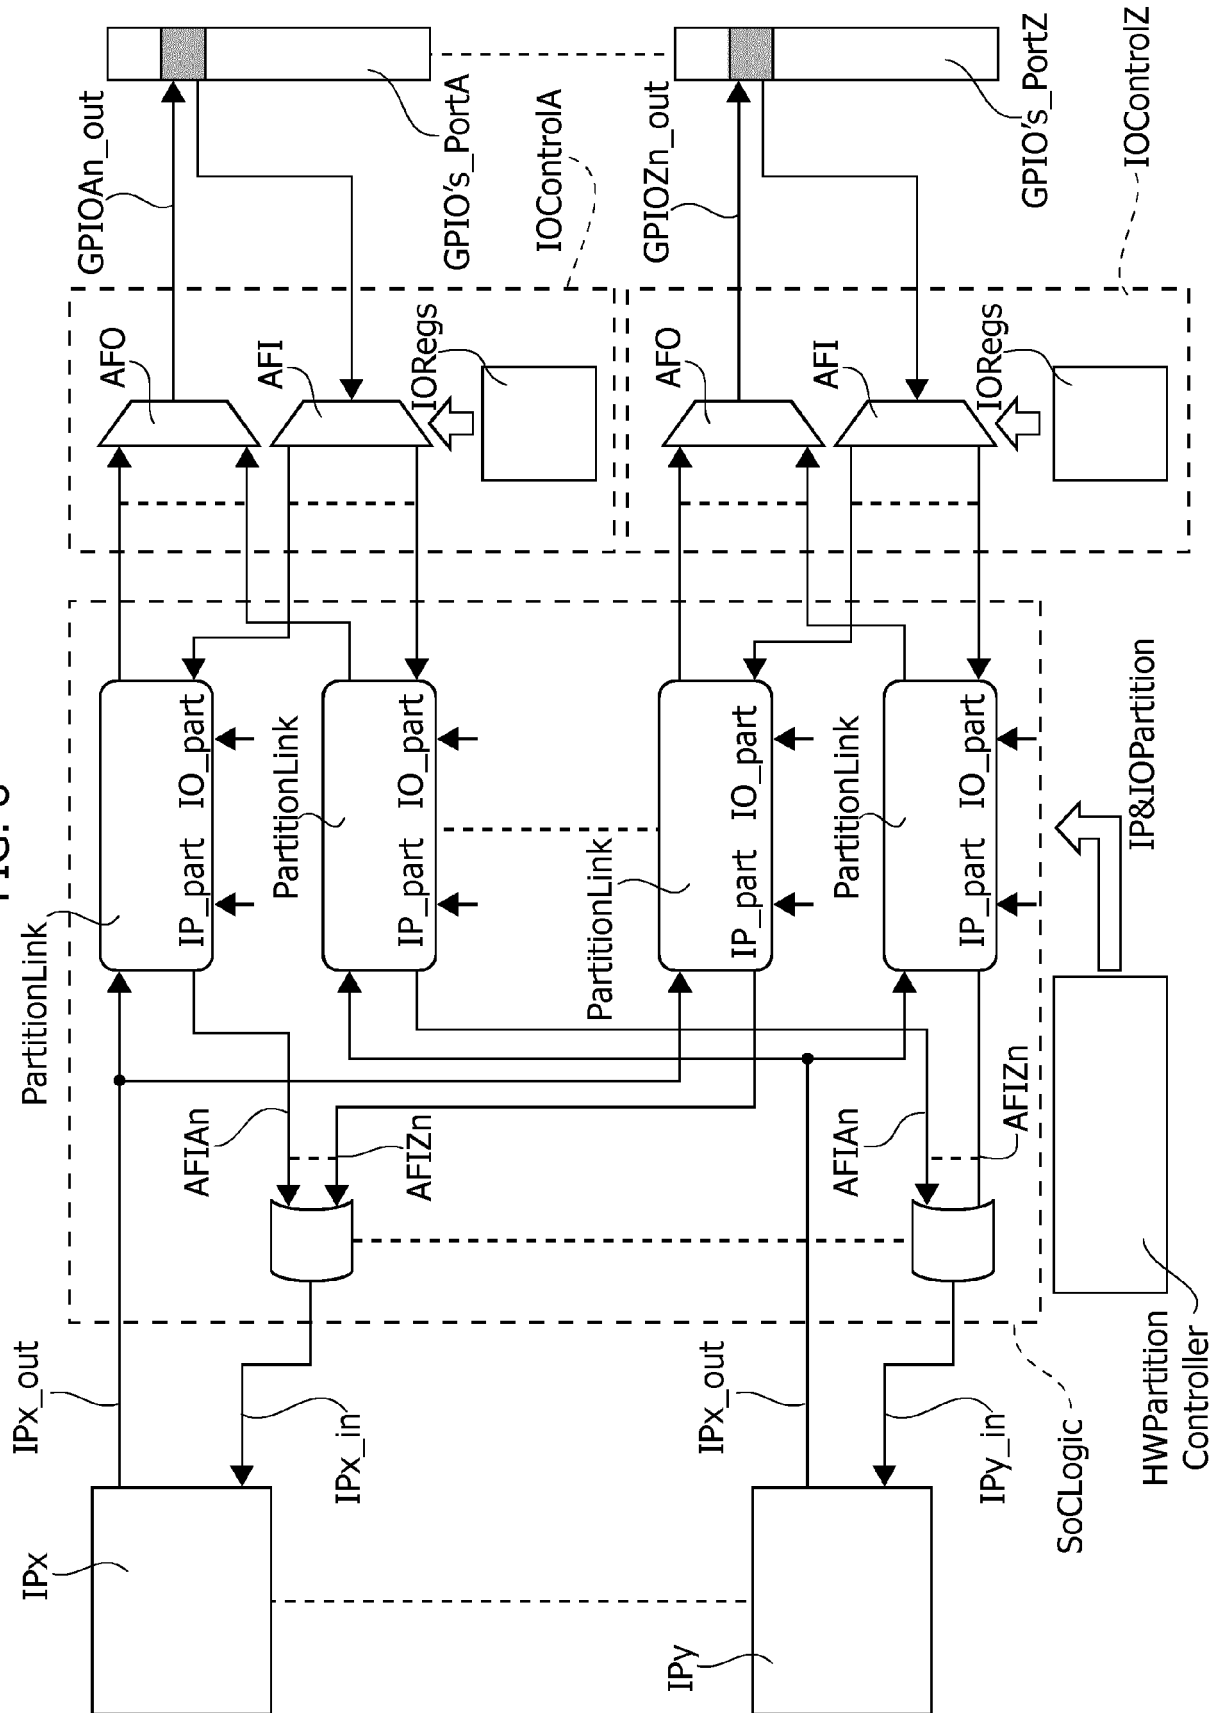 FIG.
IPx
IPx_out
IPx_in
PartitionLink
AFIAn
AFIZn
IP_part IO_part
PartitionLink
IP_part IO_part
AFO
AFI
IORegs
GPIOAn_out
GPIO's_PortA
IOControlA
IPy
IPx_out
IPy_in
PartitionLink
AFIAn
AFIZn
IP_part IO_part
PartitionLink
IP_part IO_part
AFO
AFI
IORegs
GPIOZn_out
GPIO's_PortZ
IOControlZ
SoCLogic
HWPartition
Controller
IP&IOPartition